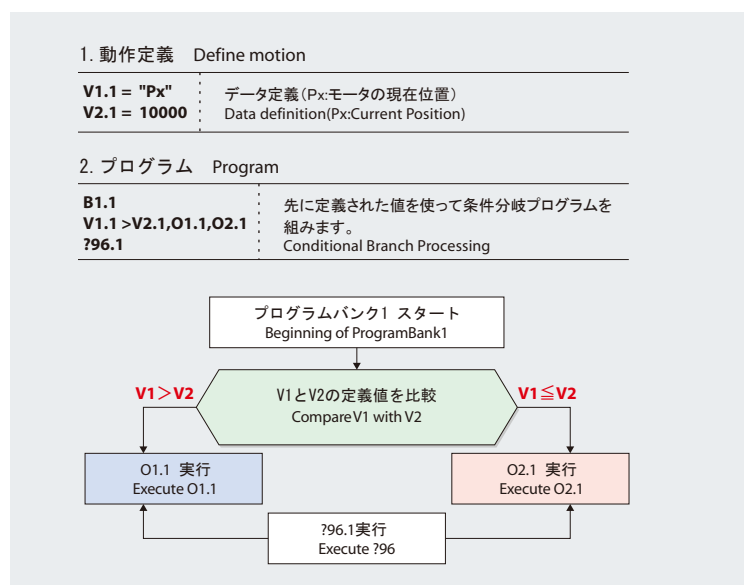 1. 動作定義 Define motion
V1.1 = "Px"
V2.1 = 10000
データ定義(Px:モータの現在位置)
Data definition(Px:Current Position)
2. プログラム Program
B1.1
V1.1 >V2.1,O1.1,O2.1
?96.1
先に定義された値を使って条件分岐プログラムを
組みます。
Conditional Branch Processing
プログラムバンク1 スタート
Beginning of ProgramBank1
V1>V2
V1とV2の定義値を比較
CompareV1 with V2
V1≦V2
O1.1 実行
Execute O1.1
O2.1 実行
Execute O2.1
?96.1実行
Execute ?96